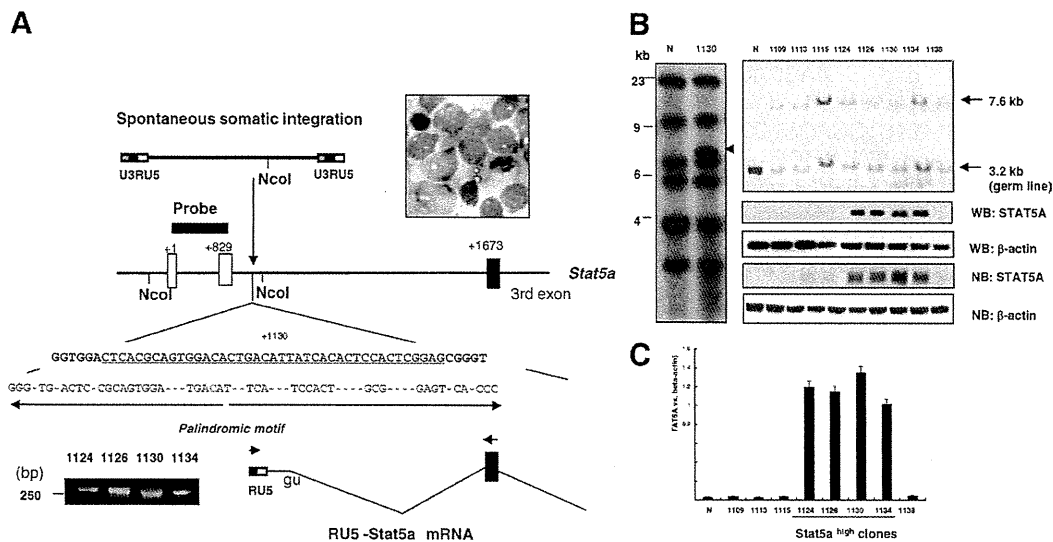 A
Spontaneous somatic integration
U3RU5
U3RU5
NcoI
Probe
+1
+829
+1673
NcoI
NcoI
Stat5a
3rd exon
+1130
GGTGGACTCACGCAGTGGACACTGACATTATCACACTCCACTCGGAGCGGGT
GGG-TG-ACTC-CGCAGTGGA---TGACAT--TCA---TCCACT----GCG----GAGT-CA-CCC
Palindromic motif
1124 1126 1130 1134
(bp)
250
RU5
gu
RU5-Stat5a mRNA
B
N 1130
kb
23
9
6
4
N 1109 1113 1115 1124 1126 1130 1134 1138
7.6 kb
3.2 kb
(germ line)
WB: STAT5A
WB: β-actin
NB: STAT5A
NB: β-actin
C
TAT5A vs. beta-actin)
N 1109 1113 1115 1124 1126 1130 1134 1138
Stat5a high clones